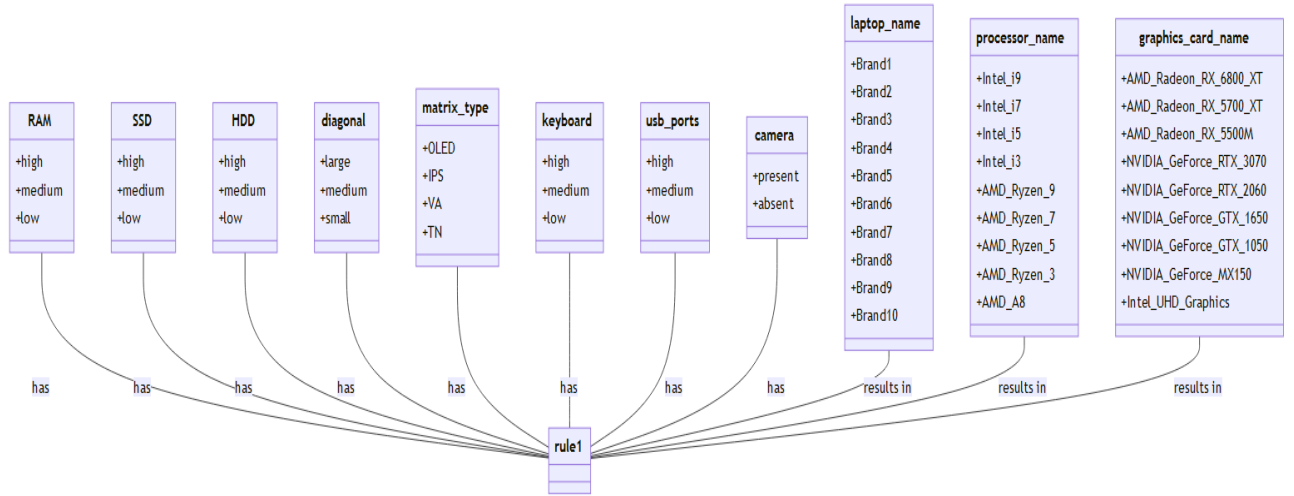 RAM
+high
+medium
+low
SSD
+high
+medium
+low
HDD
+high
+medium
+low
diagonal
+large
+medium
+small
matrix_type
+OLED
+IPS
+VA
+TN
keyboard
+high
+medium
+low
usb_ports
+high
+medium
+low
camera
+present
+absent
laptop_name
+Brand1
+Brand2
+Brand3
+Brand4
+Brand5
+Brand6
+Brand7
+Brand8
+Brand9
+Brand10
processor_name
+Intel_i9
+Intel_i7
+Intel_i5
+Intel_i3
+AMD_Ryzen_9
+AMD_Ryzen_7
+AMD_Ryzen_5
+AMD_Ryzen_3
+AMD_A8
graphics_card_name
+AMD_Radeon_RX_6800_XT
+AMD_Radeon_RX_5700_XT
+AMD_Radeon_RX_5500M
+NVIDIA_GeForce_RTX_3070
+NVIDIA_GeForce_RTX_2060
+NVIDIA_GeForce_GTX_1650
+NVIDIA_GeForce_GTX_1050
+NVIDIA_GeForce_MX150
+Intel_UHD_Graphics
has
has
has
has
has
has
has
has
results in
results in
results in
rule1